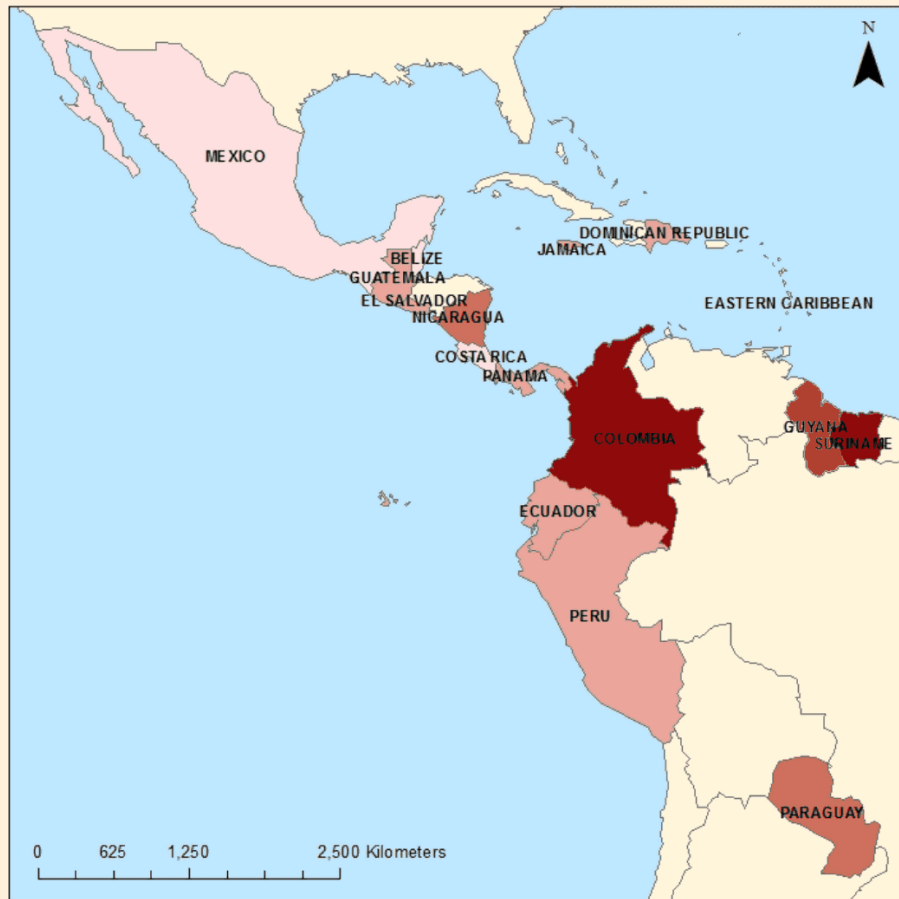 N
MEXICO
DOMINICAN REPUBLIC
JAMAICA
BELIZE
GUATEMALA
EL SALVADOR
NICARAGUA
EASTERN CARIBBEAN
COSTA RICA
PANAMA
GUYANA
COLOMBIA
SURINAME
ECUADOR
PERU
PARAGUAY
0 625 1,250 2,500 Kilometers